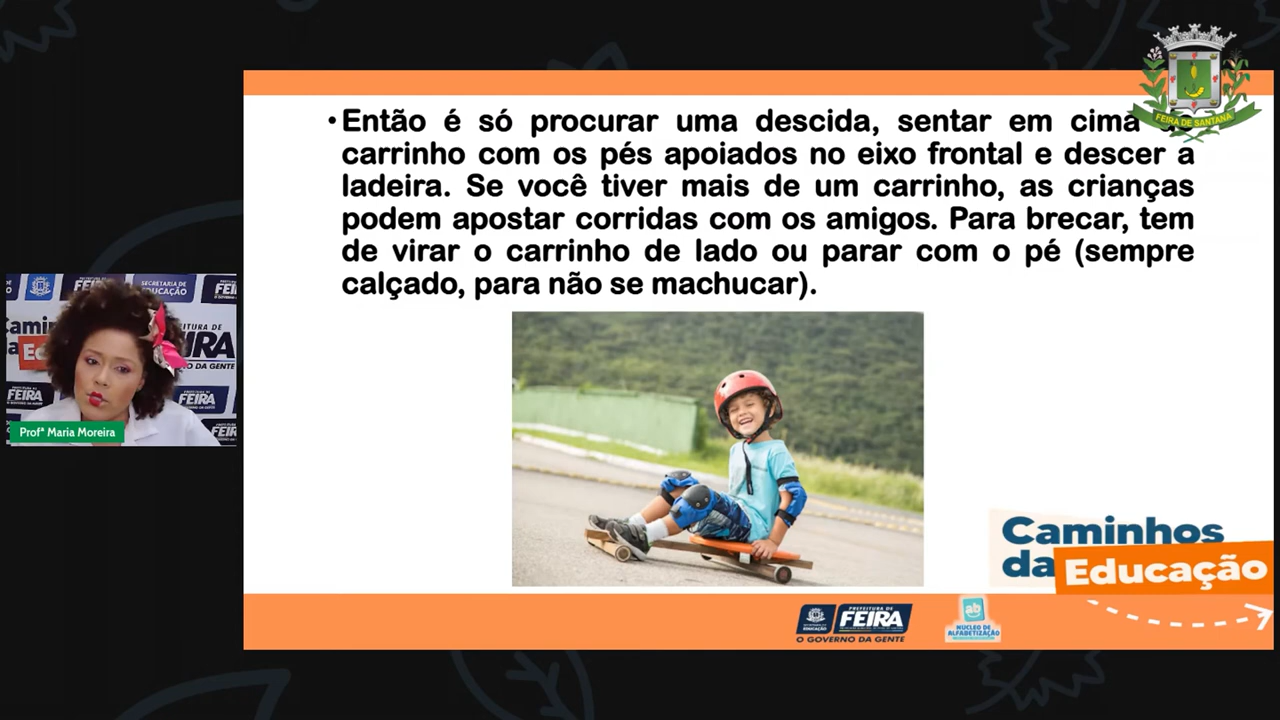 FEIRA DE SANTANA
• Então é só procurar uma descida, sentar em cima
carrinho com os pés apoiados no eixo frontal e descer a
ladeira. Se você tiver mais de um carrinho, as crianças
podem apostar corridas com os amigos. Para brecar, tem
de virar o carrinho de lado ou parar com o pé (sempre
calçado, para não se machucar).
SECRETARIA DE
EDUCAÇÃO
FEIRA
Profª Maria Moreira
Caminhos
da Educação
PREFEITURA DE
FEIRA
O GOVERNO DA GENTE
EDUCAÇÃO
ab
NÚCLEO DE
ALFABETIZAÇÃO